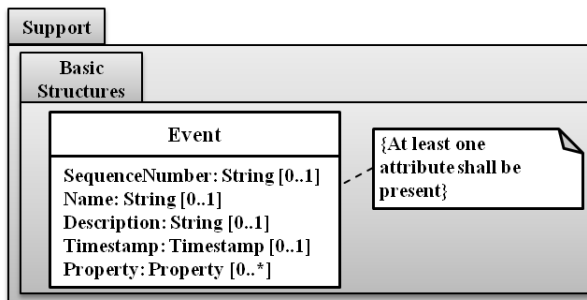 Support
Basic
Structures
Event
SequenceNumber: String [0..1]
Name: String [0..1]
Description: String [0..1]
Timestamp: Timestamp [0..1]
Property: Property [0..*]
{At least one
attribute shall be
present}